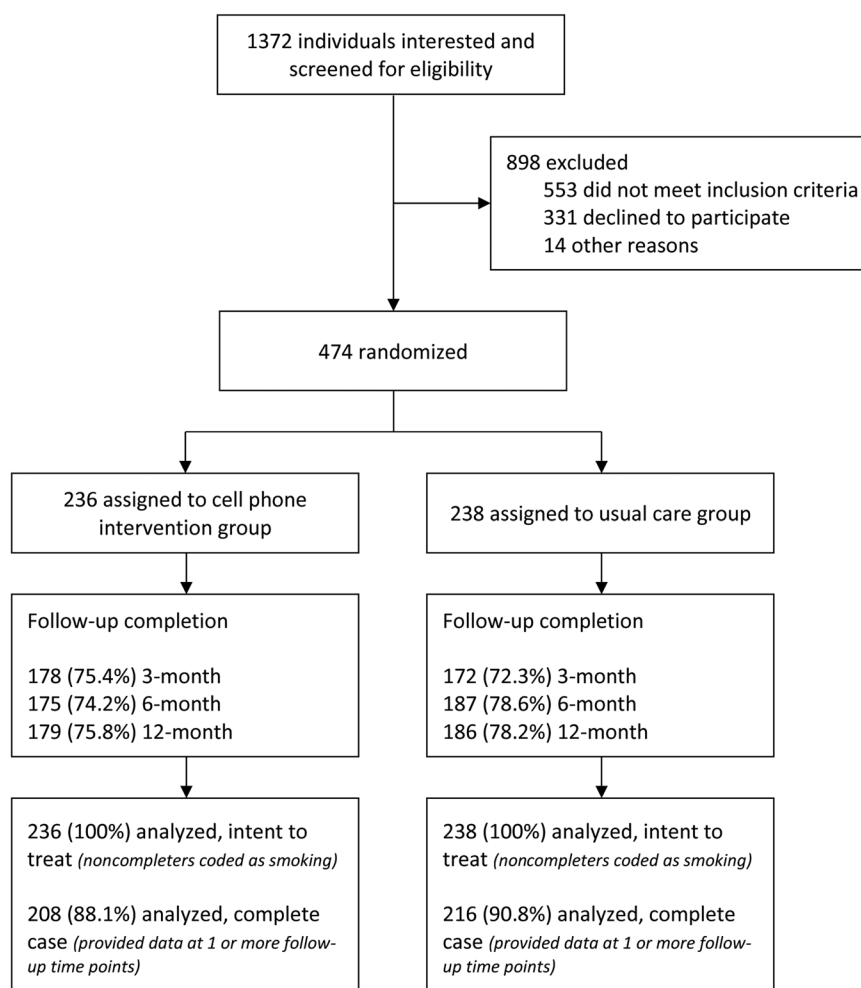 1372 individuals interested and
screened for eligibility
898 excluded
553 did not meet inclusion criteria
331 declined to participate
14 other reasons
474 randomized
236 assigned to cell phone
intervention group
238 assigned to usual care group
Follow-up completion
178 (75.4%) 3-month
175 (74.2%) 6-month
179 (75.8%) 12-month
Follow-up completion
172 (72.3%) 3-month
187 (78.6%) 6-month
186 (78.2%) 12-month
236 (100%) analyzed, intent to
treat (noncompleters coded as smoking)
208 (88.1%) analyzed, complete
case (provided data at 1 or more follow-
up time points)
238 (100%) analyzed, intent to
treat (noncompleters coded as smoking)
216 (90.8%) analyzed, complete
case (provided data at 1 or more follow-
up time points)